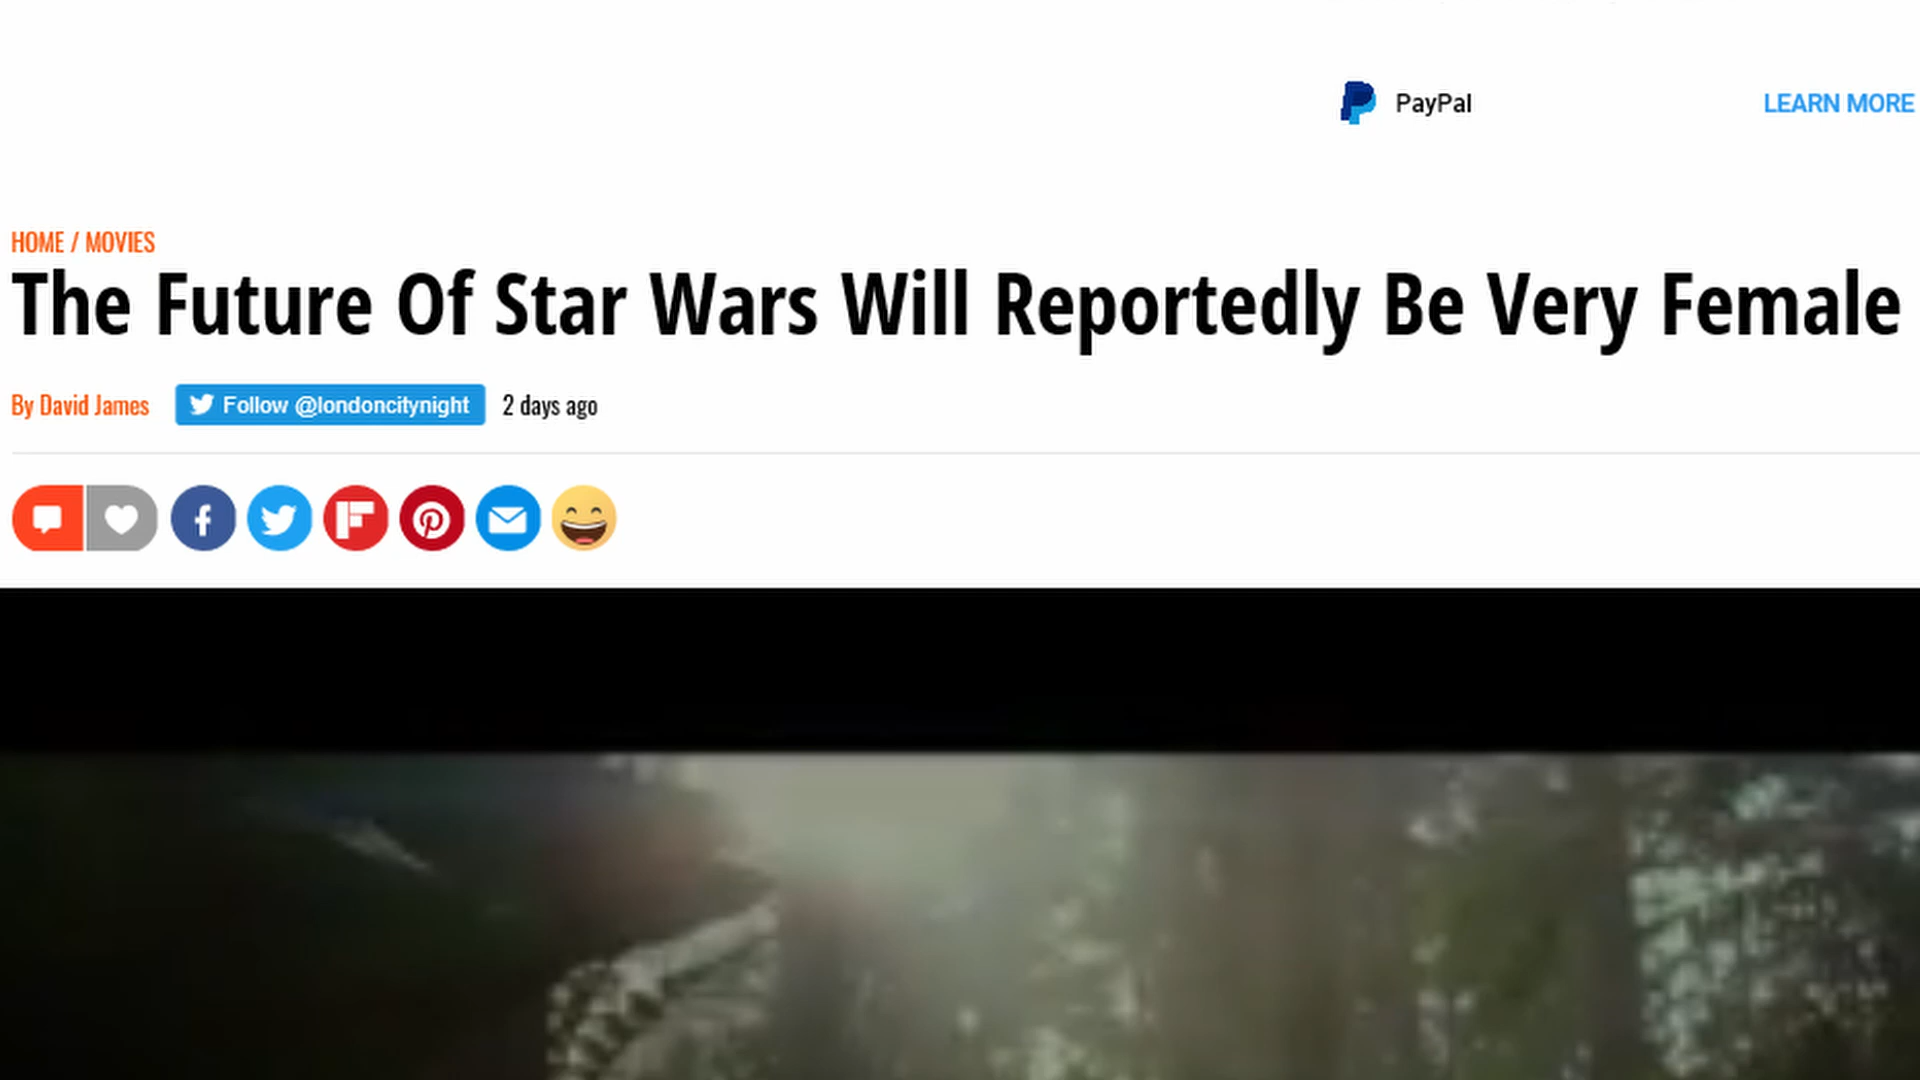 PayPal
LEARN MORE
HOME / MOVIES
The Future Of Star Wars Will Reportedly Be Very Female
By David James
Follow @londoncitynight
2 days ago